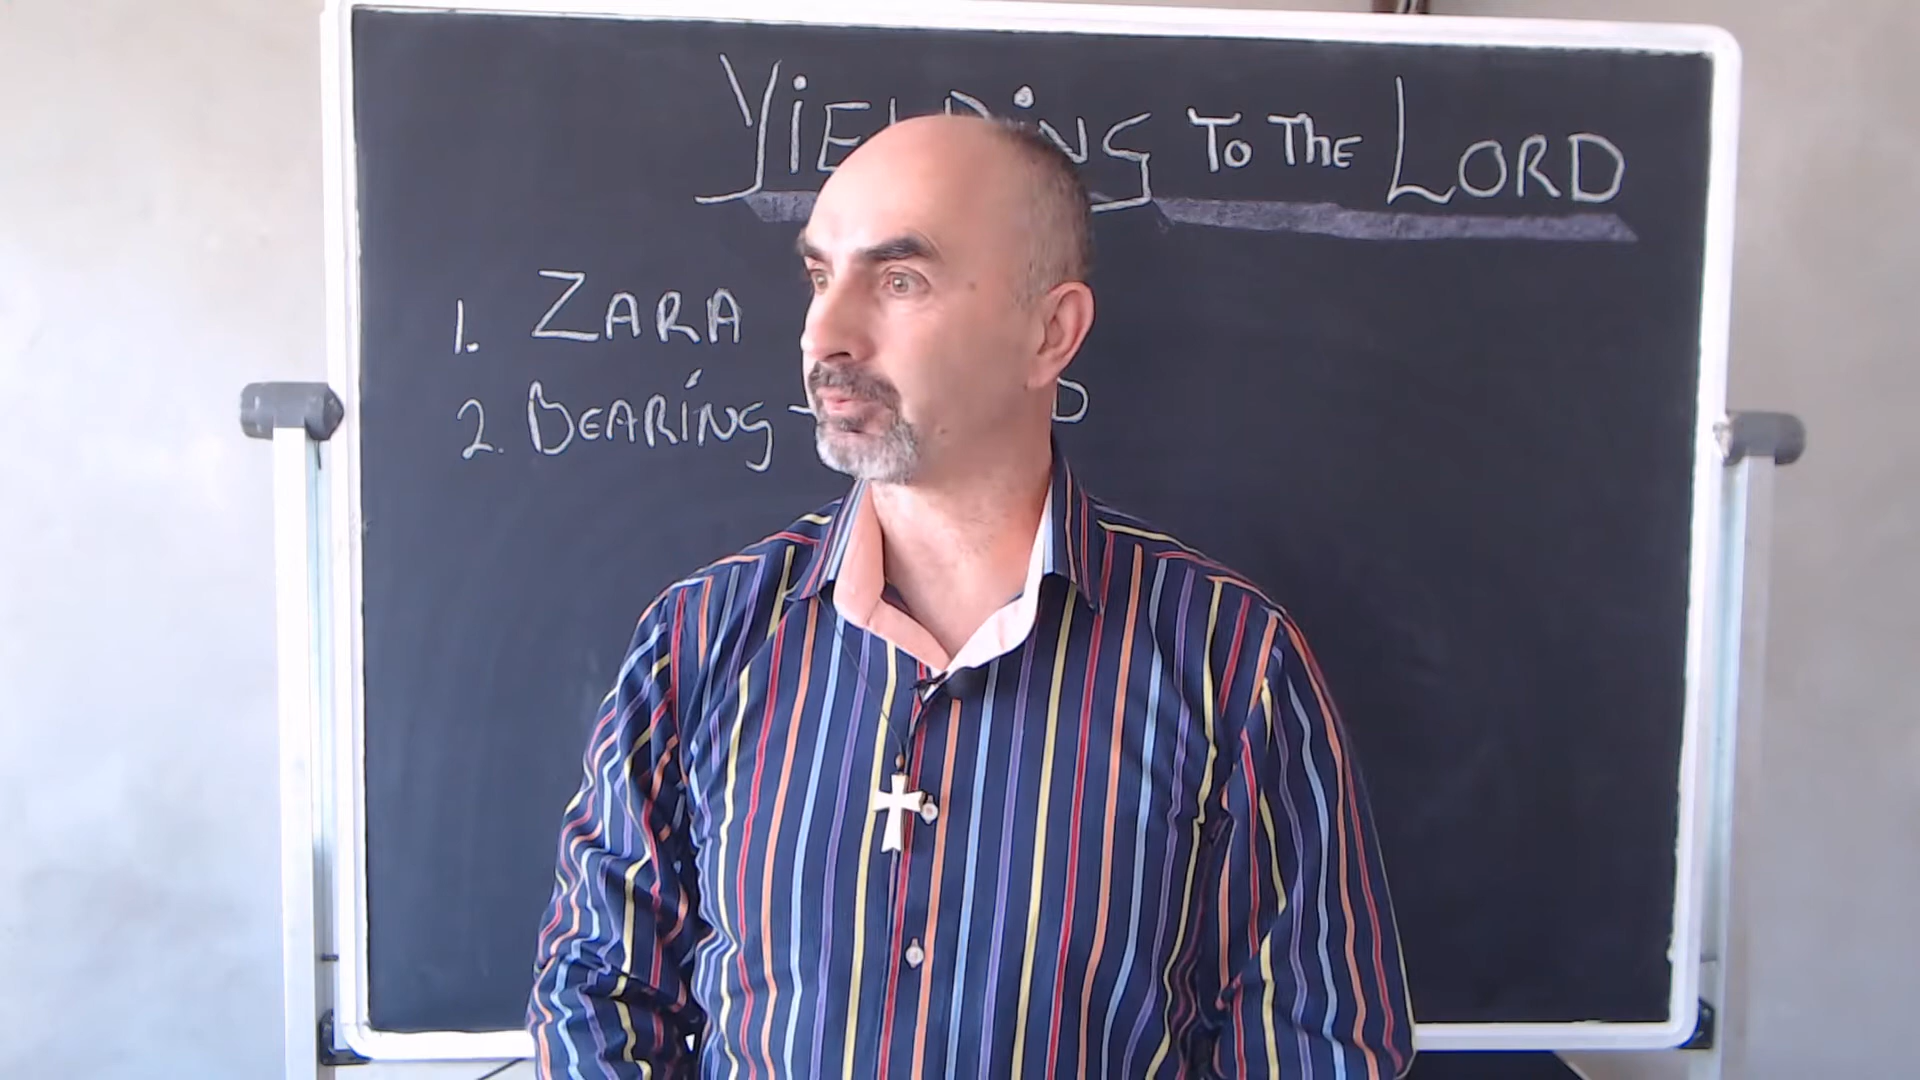 Yielding To The Lord
1. Zara
2. Bearing